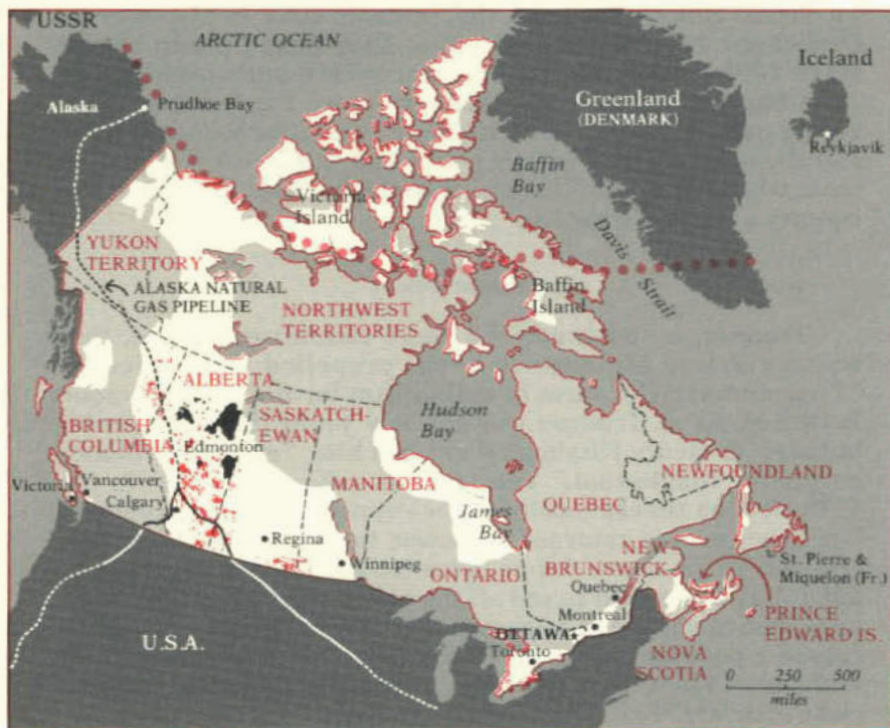 USSR
ARCTIC OCEAN
Iceland
Alaska
Prudhoe Bay
Greenland
(DENMARK)
Reykjavik
Baffin
Bay
Victoria
Island
Davis
Strait
YUKON
TERRITORY
ALASKA NATURAL
GAS PIPELINE
NORTHWEST
TERRITORIES
Baffin
Island
ALBERTA
Hudson
Bay
BRITISH
COLUMBIA
SASKATCH-
EWAN
Edmonton
NEWFOUNDLAND
Victoria
Vancouver
Calgary
MANITOBA
QUEBEC
James
Bay
Regina
Winnipeg
ONTARIO
NEW
BRUNSWICK
St. Pierre &
Miquelon (Fr.)
Quebec
Montreal
PRINCE
EDWARD IS.
OTTAWA
Toronto
NOVA
SCOTIA
U.S.A.
0 250 500
miles